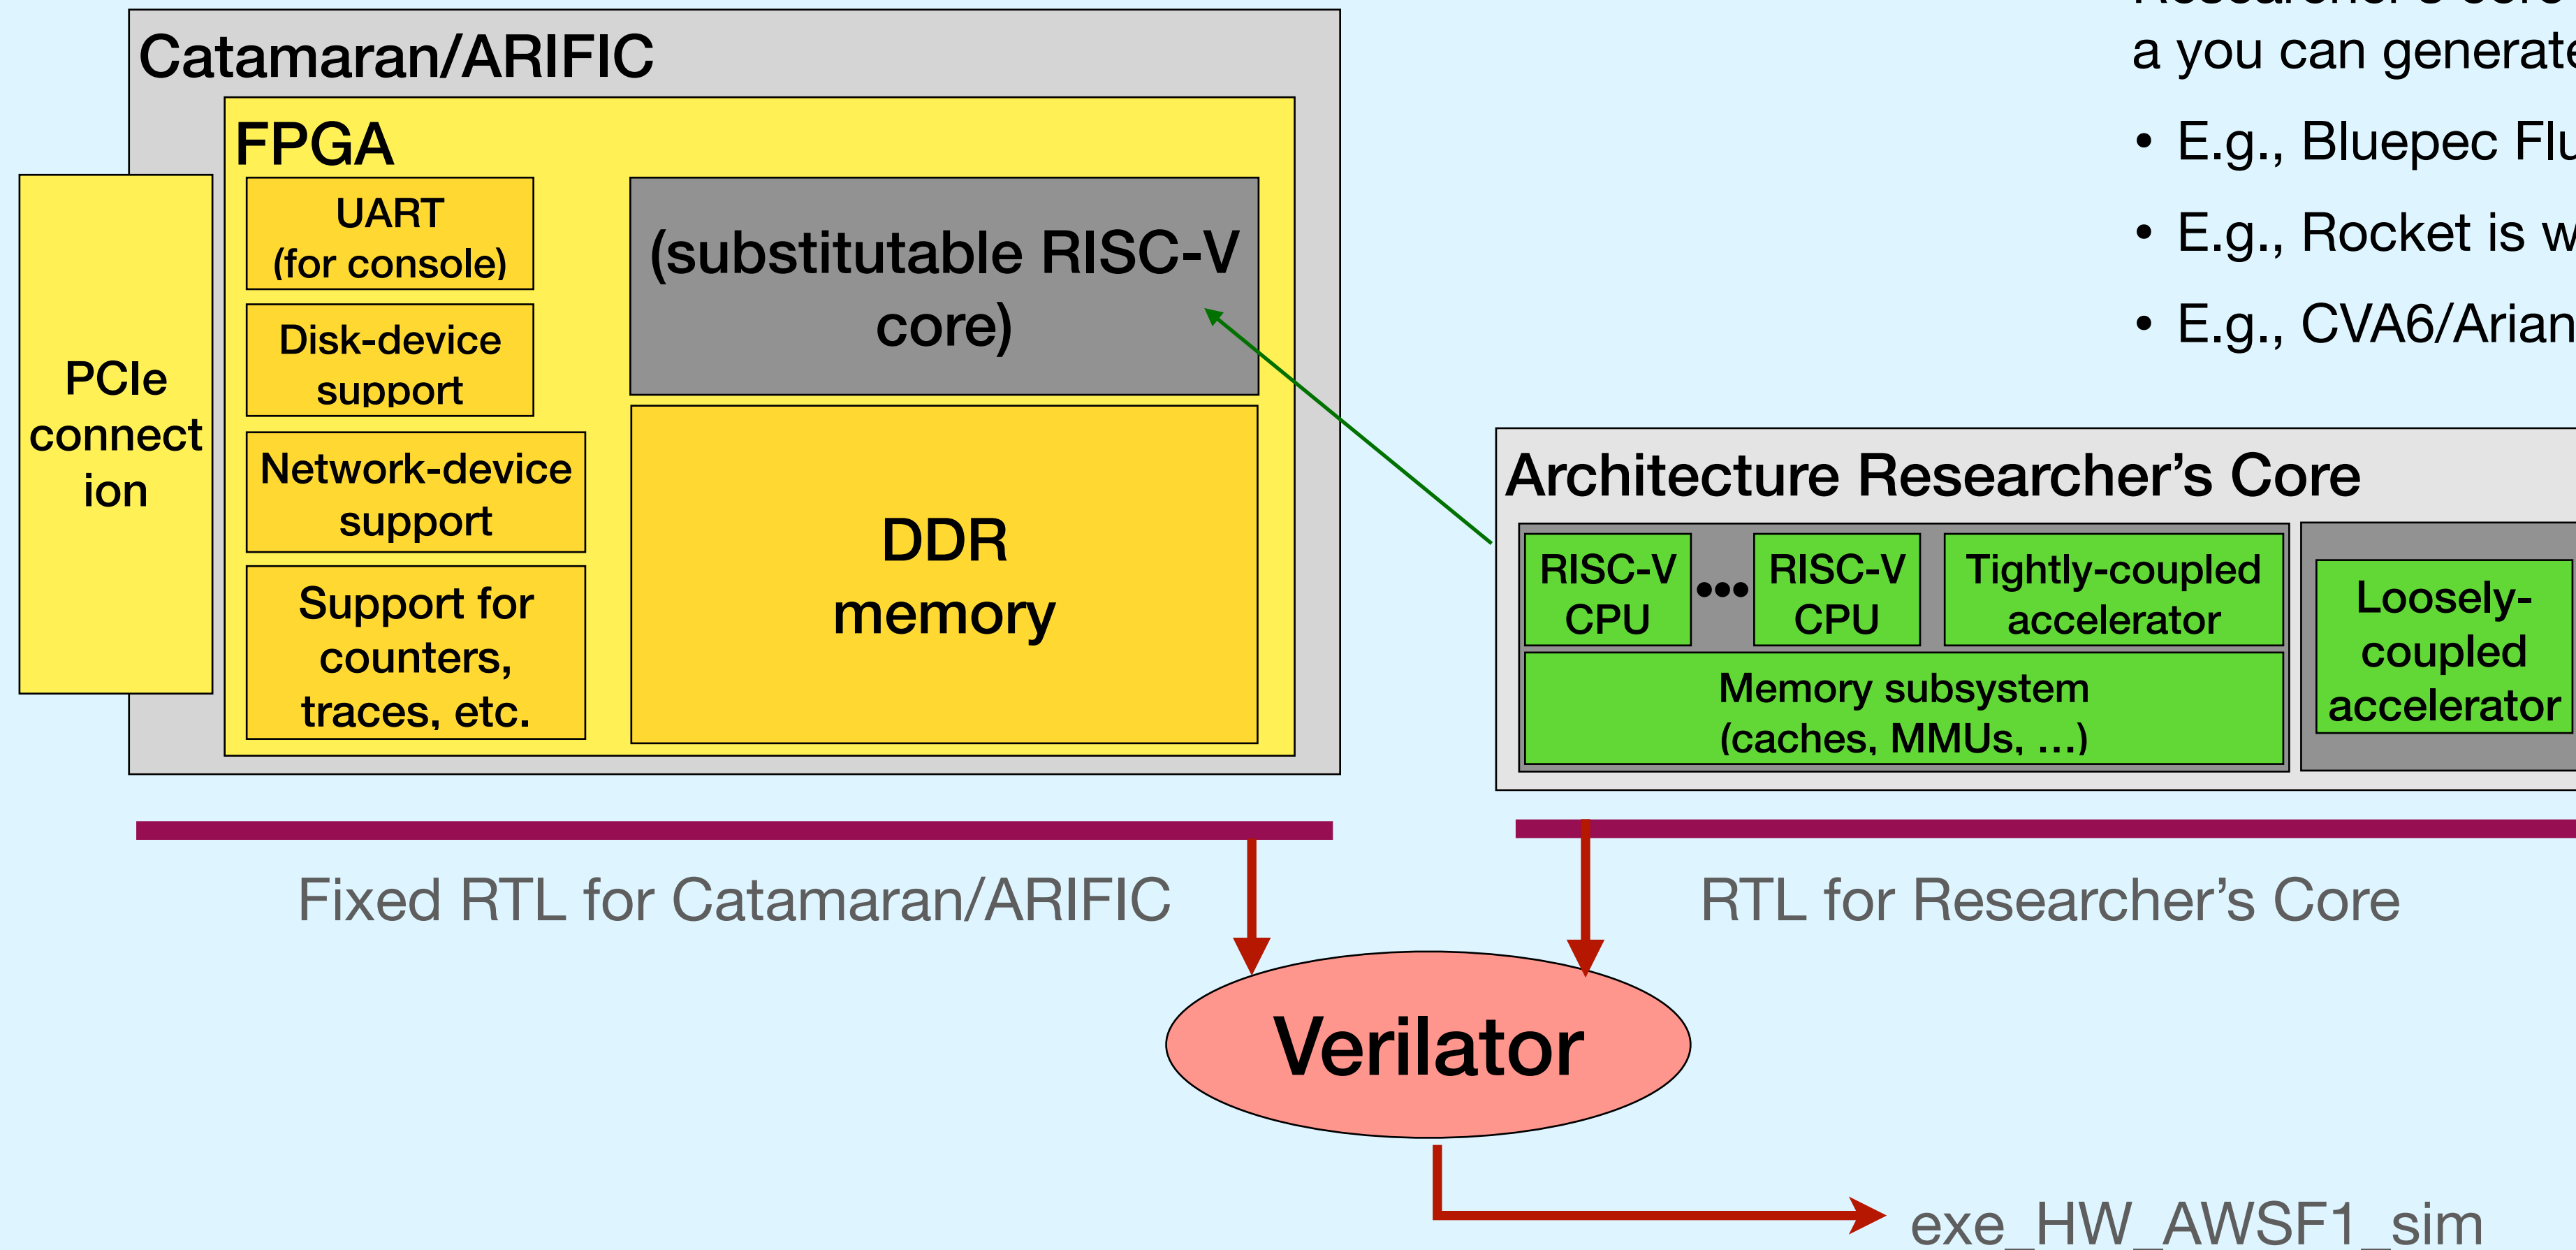 Catamaran/ARIFIC
FPGA
PCIe
connect
ion
UART
(for console)
Disk-device
support
Network-device
support
Support for
counters,
traces, etc.
(substitutable RISC-V
core)
DDR
memory
Researcher's core
a you can generate
• E.g., Bluepec Flu
• E.g., Rocket is w
• E.g., CVA6/Arian
Architecture Researcher’s Core
RISC-V
CPU
•••
RISC-V
CPU
Tightly-coupled
accelerator
Memory subsystem
(caches, MMUs, …)
Loosely-
coupled
accelerator
Fixed RTL for Catamaran/ARIFIC
RTL for Researcher’s Core
Verilator
exe_HW_AWSF1_sim